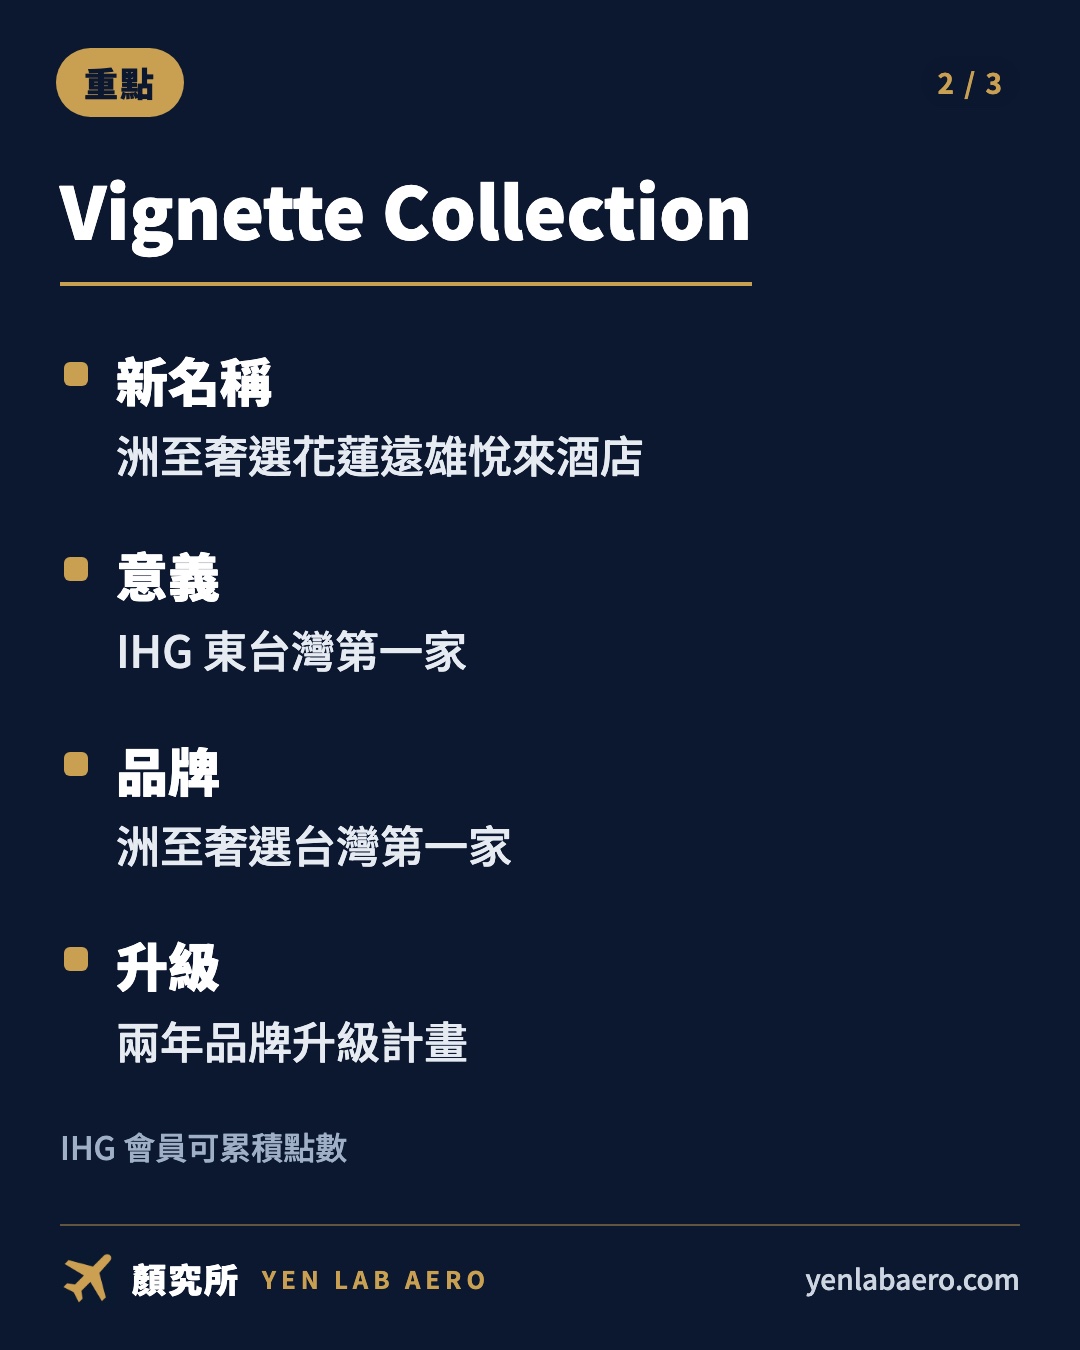 重點
2 / 3
Vignette Collection
新名稱
洲至奢選花蓮遠雄悅來酒店
意義
IHG 東台灣第一家
品牌
洲至奢選台灣第一家
升級
兩年品牌升級計畫
IHG 會員可累積點數
顏究所 YEN LAB AERO
yenlabaero.com